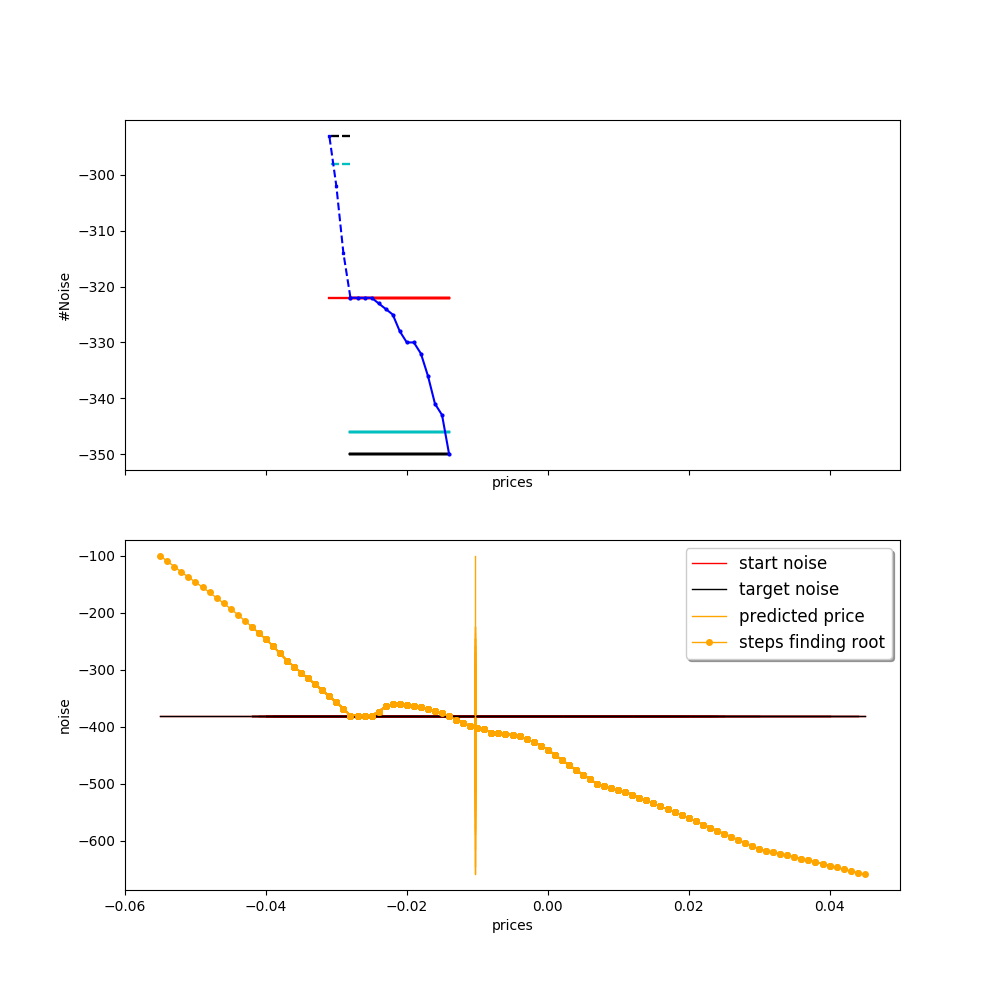 −300
−310
−320
−330
−340
−350
#Noise
prices
−100
−200
−300
−400
−500
−600
noise
start noise
target noise
predicted price
steps finding root
−0.06
−0.04
−0.02
0.00
0.02
0.04
prices